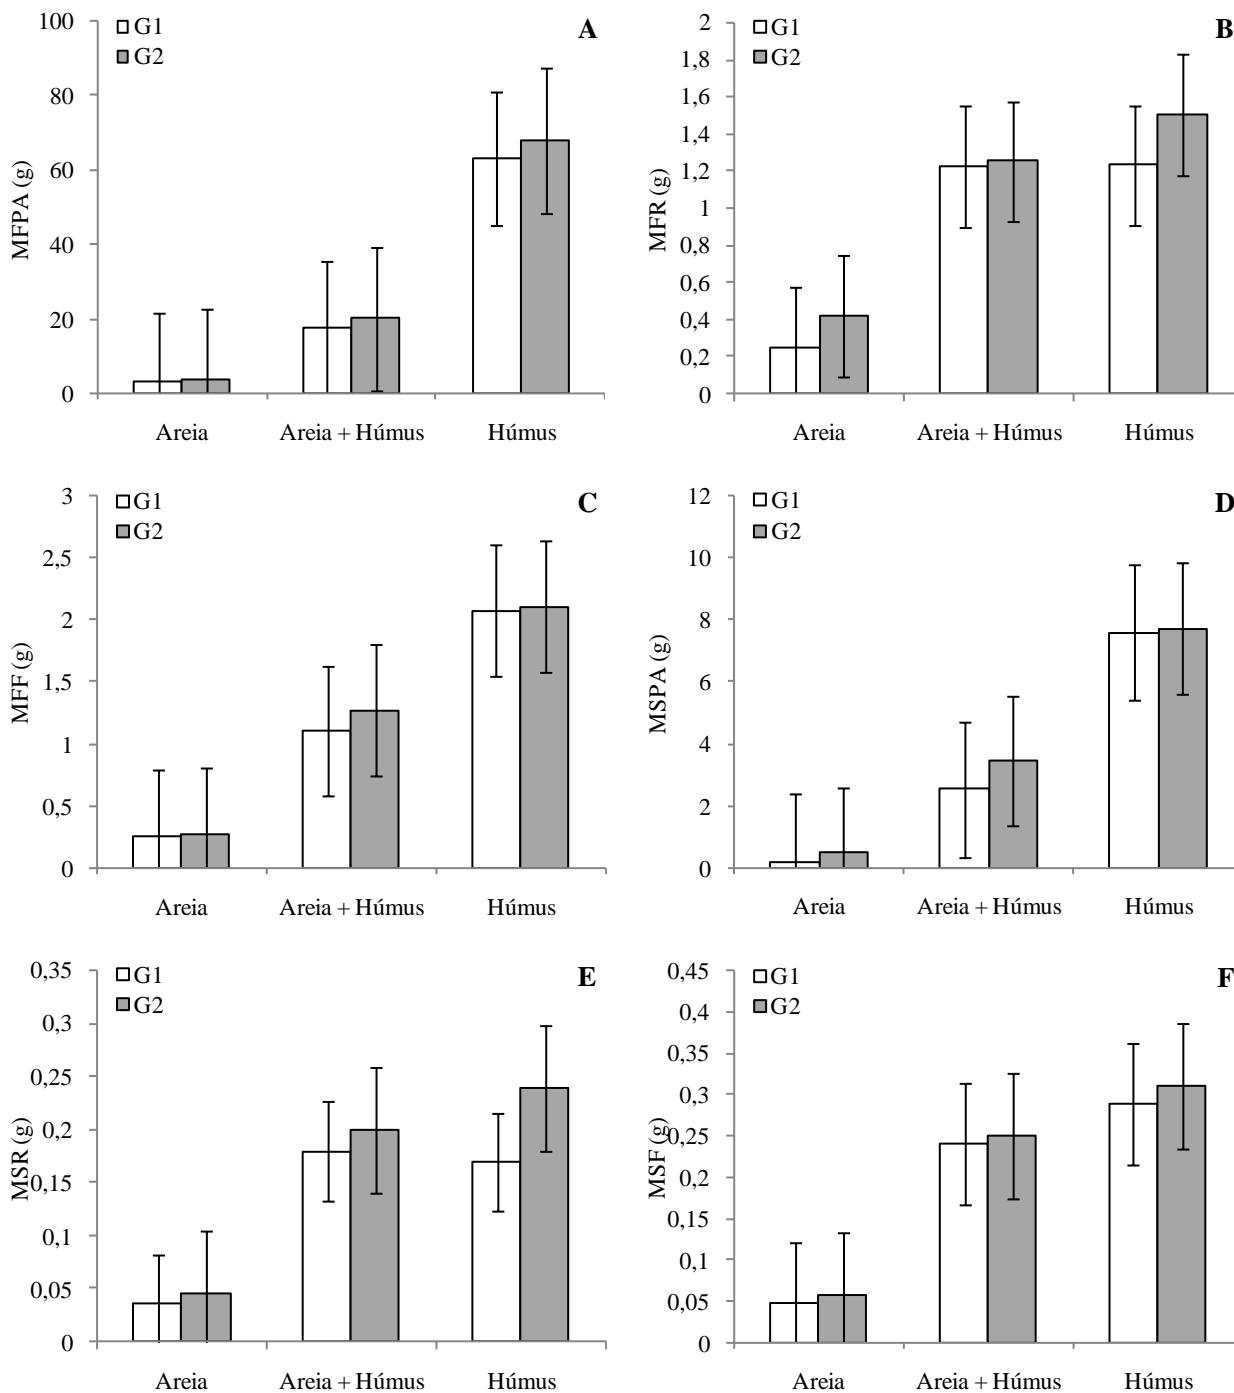 A
G1
G2
MFPA (g)
100
80
60
40
20
0
Areia
Areia + Húmus
Húmus
B
G1
G2
MFR (g)
2
1,8
1,6
1,4
1,2
1
0,8
0,6
0,4
0,2
0
Areia
Areia + Húmus
Húmus
C
G1
G2
MFF (g)
3
2,5
2
1,5
1
0,5
0
Areia
Areia + Húmus
Húmus
D
G1
G2
MSPA (g)
12
10
8
6
4
2
0
Areia
Areia + Húmus
Húmus
E
G1
G2
MSR (g)
0,35
0,3
0,25
0,2
0,15
0,1
0,05
0
Areia
Areia + Húmus
Húmus
F
G1
G2
MSF (g)
0,45
0,4
0,35
0,3
0,25
0,2
0,15
0,1
0,05
0
Areia
Areia + Húmus
Húmus